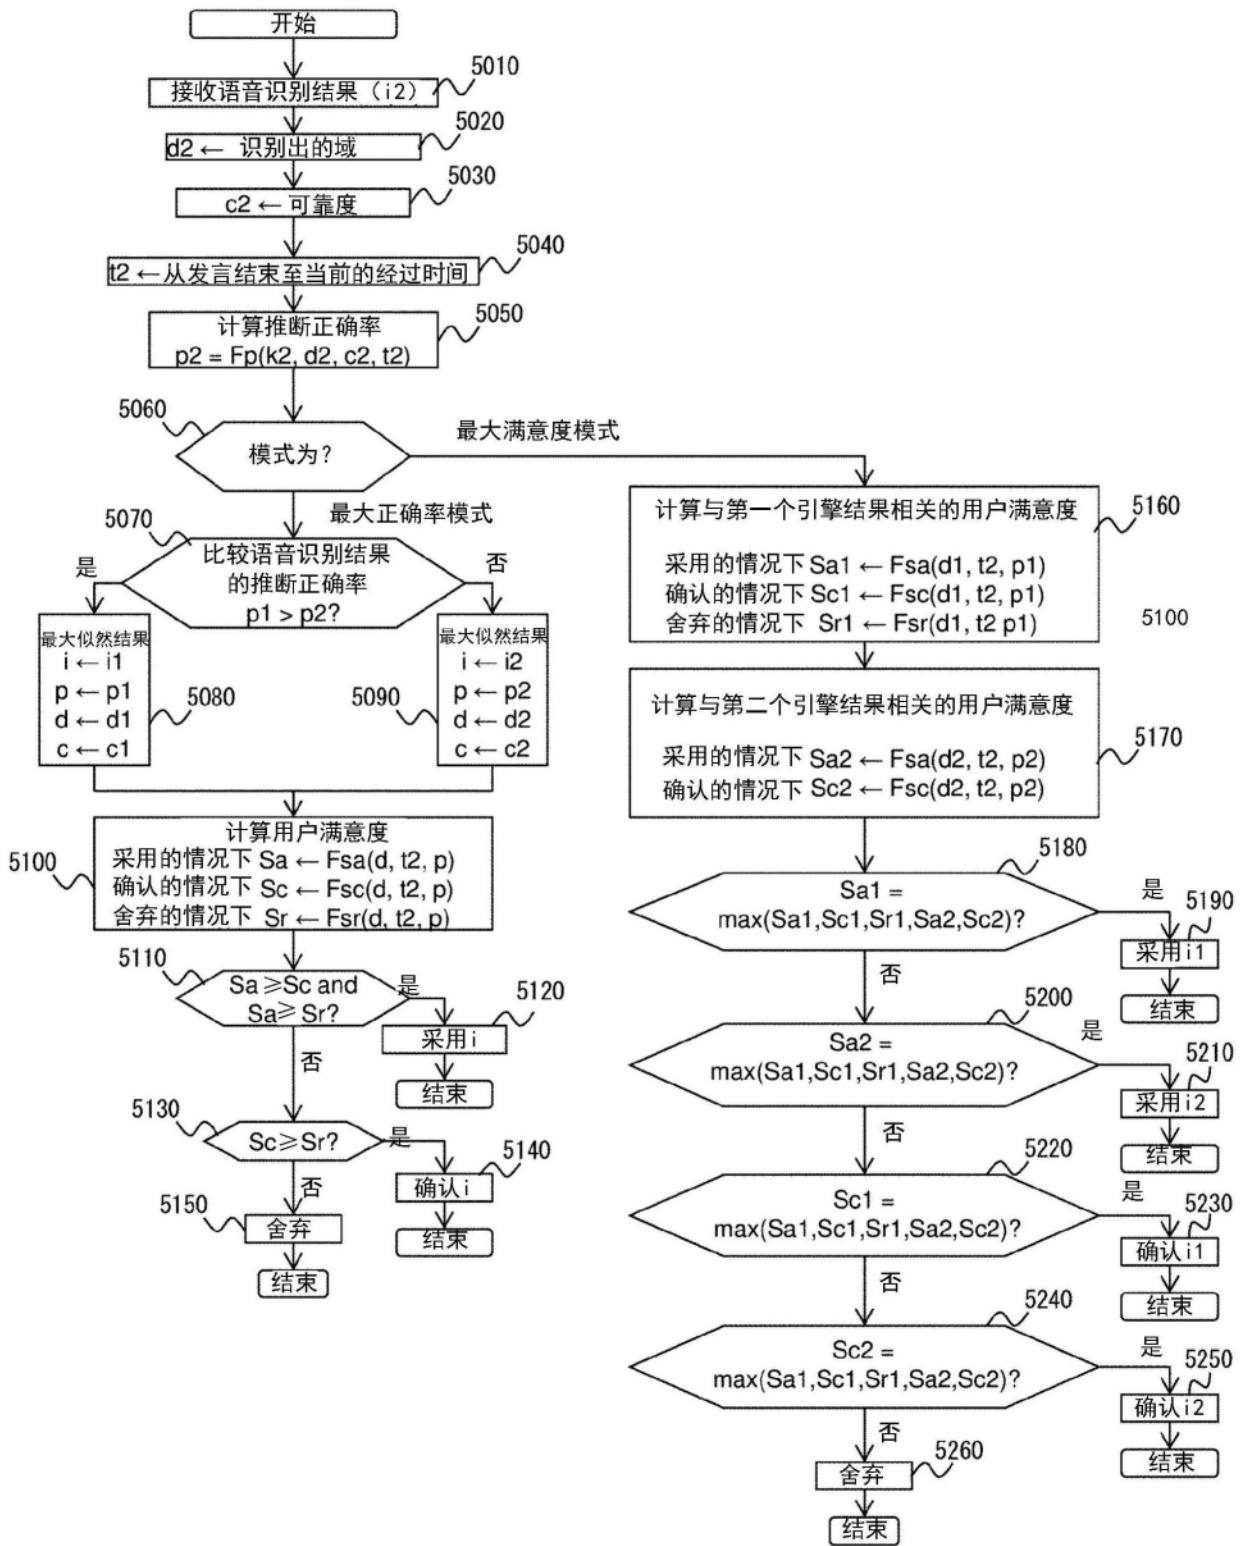 开始
接收语音识别结果（i2）
5010
d2 ← 识别出的域
5020
c2 ← 可靠度
5030
t2 ← 从发言结束至当前的经过时间
5040
计算推断正确率
p2 = Fp(k2, d2, c2, t2)
5050
5060
模式为?
最大满意度模式
最大正确率模式
5070
比较语音识别结果
的推断正确率
p1 > p2?
是
否
最大似然结果
i ← i1
p ← p1
d ← d1
c ← c1
5080
最大似然结果
i ← i2
p ← p2
d ← d2
c ← c2
5090
计算用户满意度
采用的情况下 Sa ← Fsa(d, t2, p)
确认的情况下 Sc ← Fsc(d, t2, p)
舍弃的情况下 Sr ← Fsr(d, t2, p)
5100
5110
Sa ≥Sc and
Sa≥ Sr?
是
5120
采用i
结束
否
5130
Sc≥Sr?
是
5140
确认i
结束
否
5150
舍弃
结束
计算与第一个引擎结果相关的用户满意度
5160
采用的情况下 Sa1 ← Fsa(d1, t2, p1)
确认的情况下 Sc1 ← Fsc(d1, t2, p1)
舍弃的情况下 Sr1 ← Fsr(d1, t2 p1)
5100
计算与第二个引擎结果相关的用户满意度
5170
采用的情况下 Sa2 ← Fsa(d2, t2, p2)
确认的情况下 Sc2 ← Fsc(d2, t2, p2)
5180
Sa1 =
max(Sa1,Sc1,Sr1,Sa2,Sc2)?
是
5190
采用i1
结束
否
5200
Sa2 =
max(Sa1,Sc1,Sr1,Sa2,Sc2)?
是
5210
采用i2
结束
否
5220
Sc1 =
max(Sa1,Sc1,Sr1,Sa2,Sc2)?
是
5230
确认i1
结束
否
5240
Sc2 =
max(Sa1,Sc1,Sr1,Sa2,Sc2)?
是
5250
确认i2
结束
否
5260
舍弃
结束